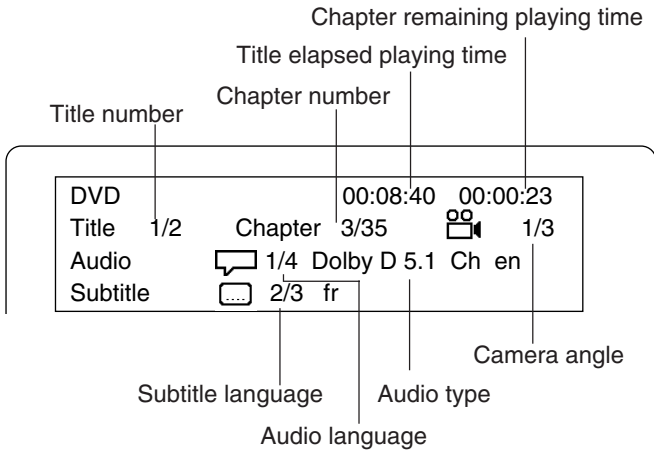 Chapter remaining playing time
Title elapsed playing time
Chapter number
Title number
DVD 00:08:40 00:00:23
Title 1/2 Chapter 3/35 1/3
Audio 1/4 Dolby D 5.1 Ch en
Subtitle .... 2/3 fr
Camera angle
Subtitle language Audio type
Audio language